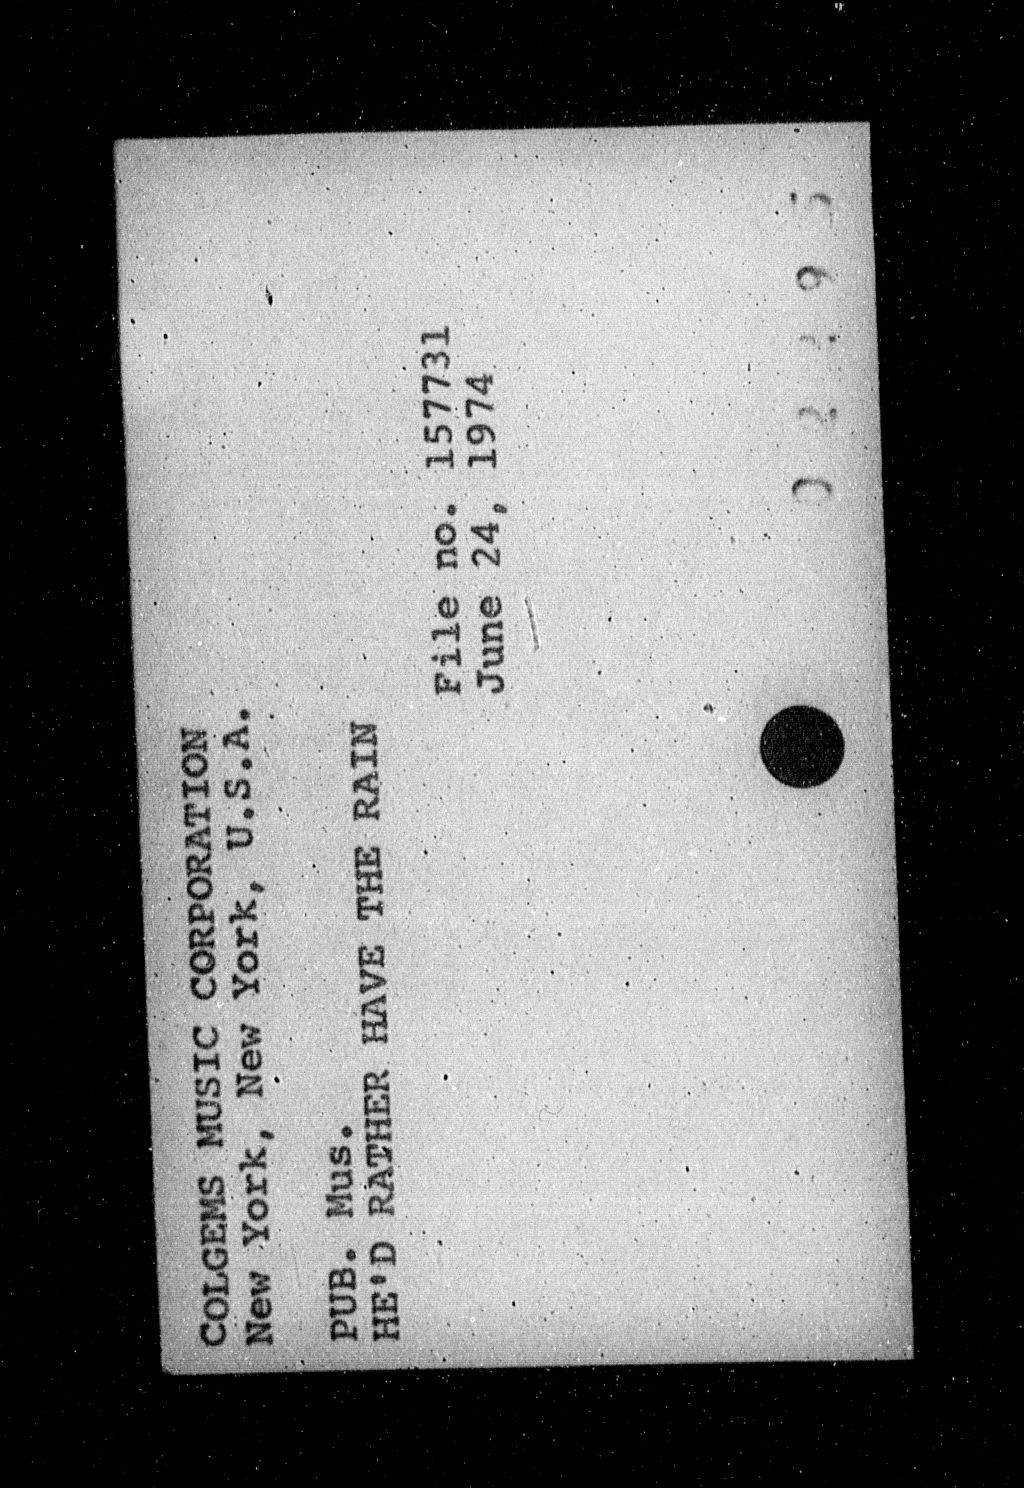 COLGEMS MUSIC CORPORATION
New York, New York, U.S.A.
PUB. Mus.
HE'D RATHER HAVE THE RAIN
File no. 157731
June 24, 1974